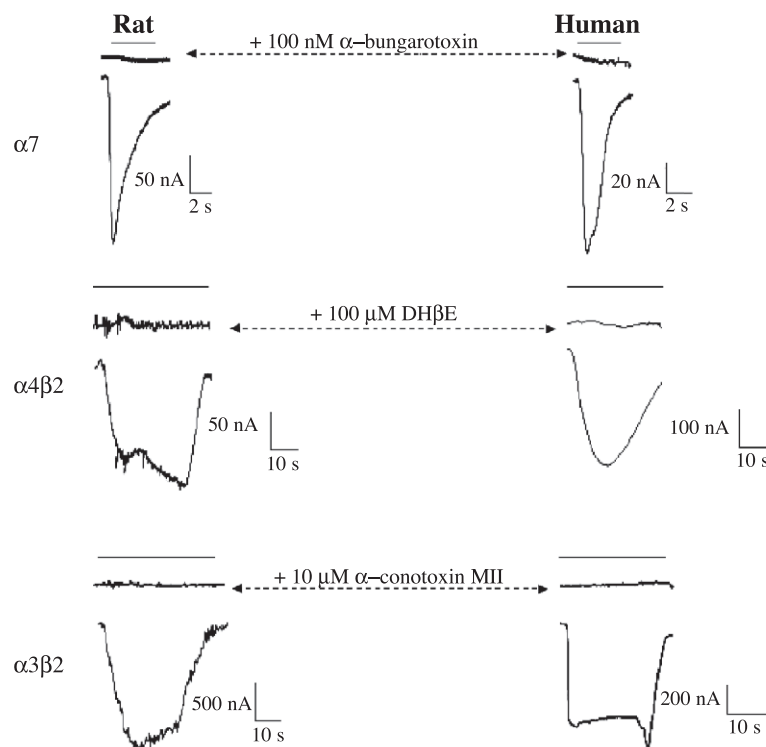 Rat
Human
+ 100 nM α−bungarotoxin
α7
50 nA
2 s
20 nA
2 s
+ 100 μM DHβE
α4β2
50 nA
10 s
100 nA
10 s
+ 10 μM α−conotoxin MII
α3β2
500 nA
10 s
200 nA
10 s